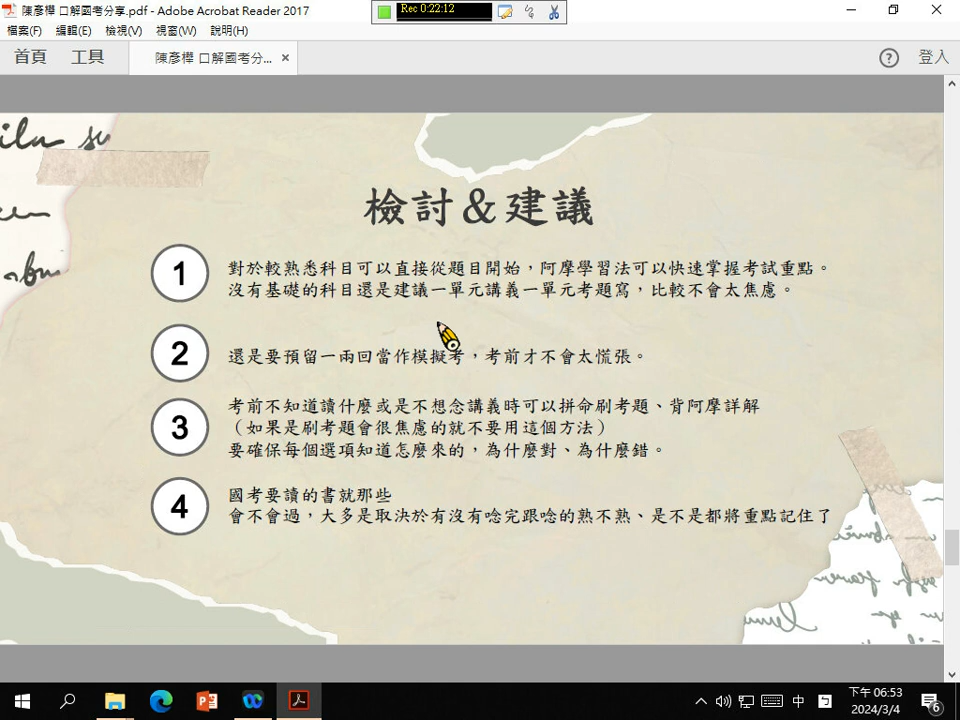 陳彥樺 口解國考分享.pdf - Adobe Acrobat Reader 2017
Rec 0:22:12
檔案(F) 編輯(E) 檢視(V) 視窗(W) 說明(H)
首頁 工具 陳彥樺 口解國考分... × ? 登入
檢討&建議
1 對於較熟悉科目可以直接從題目開始，阿摩學習法可以快速掌握考試重點。
沒有基礎的科目還是建議一單元講義一單元考題寫，比較不會太焦慮。
2 還是要預留一兩回當作模擬考，考前才不會太慌張。
3 考前不知道讀什麼或是不想念講義時可以拼命刷考題、背阿摩詳解
（如果是刷考題會很焦慮的就不要用這個方法）
要確保每個選項知道怎麼來的，為什麼對、為什麼錯。
4 國考要讀的書就那些
會不會過，大多是取決於有沒有唸完跟唸的熟不熟、是不是都將重點記住了
中 下午 06:53
2024/3/4
6